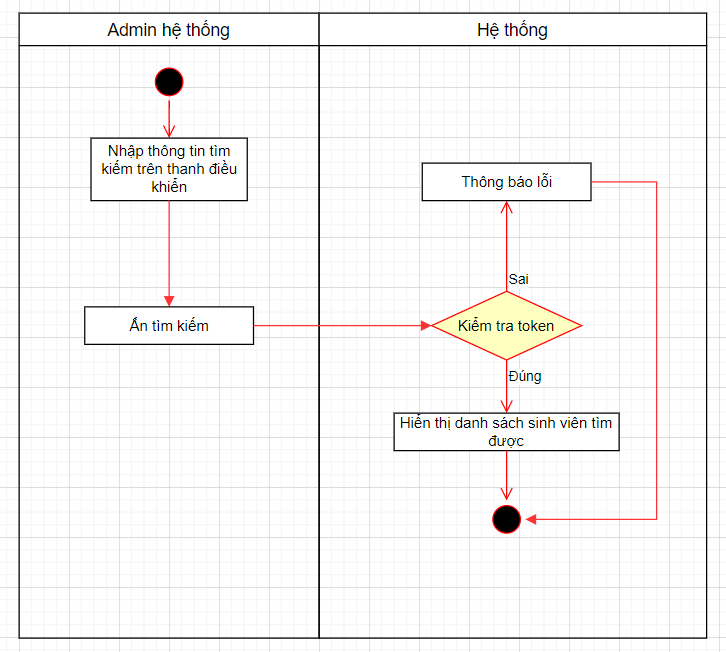 Admin hệ thống
Hệ thống
Nhập thông tin tìm
kiếm trên thanh điều
khiển
Thông báo lỗi
Sai
Ấn tìm kiếm
Kiểm tra token
Đúng
Hiển thị danh sách sinh viên tìm
được